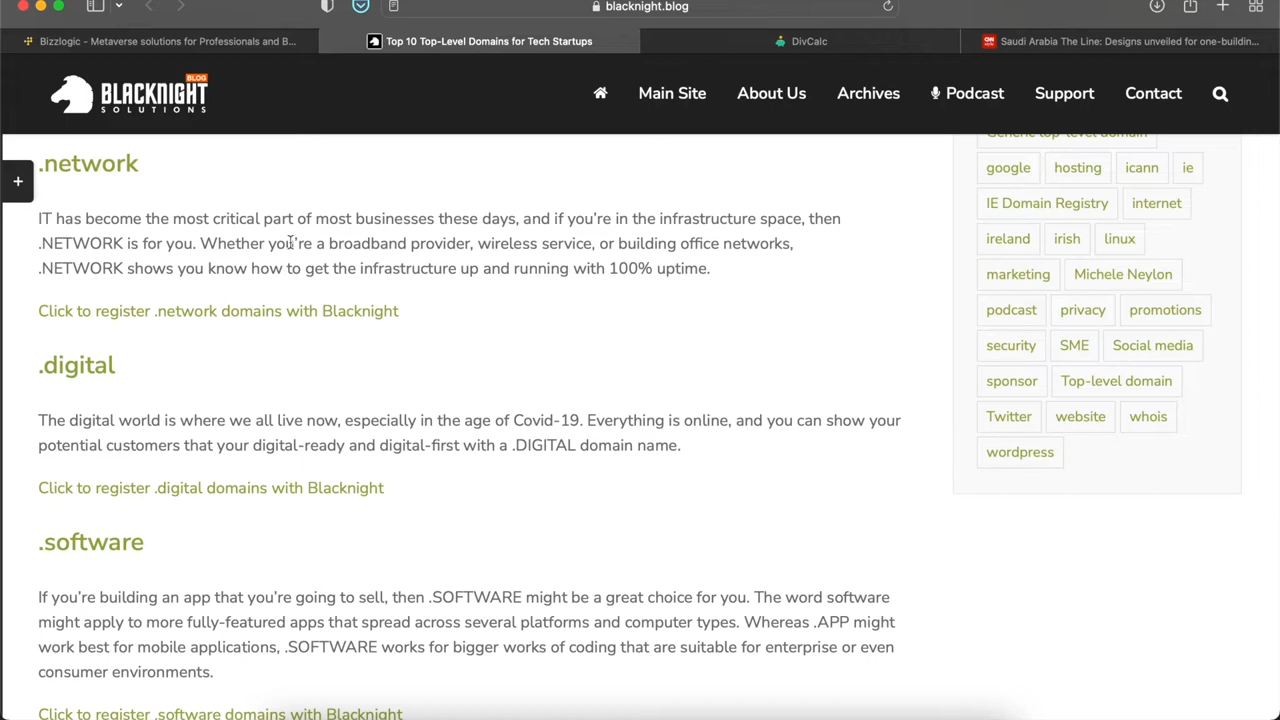 blacknight.blog
Bizzlogic - Metaverse solutions for Professionals and B...
Top 10 Top-Level Domains for Tech Startups
DivCalc
Saudi Arabia The Line: Designs unveiled for one-buildin...
BLACKNIGHT
BLOG
SOLUTIONS
Main Site
About Us
Archives
Podcast
Support
Contact
.network
IT has become the most critical part of most businesses these days, and if you’re in the infrastructure space, then
.NETWORK is for you. Whether you’re a broadband provider, wireless service, or building office networks,
.NETWORK shows you know how to get the infrastructure up and running with 100% uptime.
Click to register .network domains with Blacknight
.digital
The digital world is where we all live now, especially in the age of Covid-19. Everything is online, and you can show your
potential customers that your digital-ready and digital-first with a .DIGITAL domain name.
Click to register .digital domains with Blacknight
.software
If you’re building an app that you’re going to sell, then .SOFTWARE might be a great choice for you. The word software
might apply to more fully-featured apps that spread across several platforms and computer types. Whereas .APP might
work best for mobile applications, .SOFTWARE works for bigger works of coding that are suitable for enterprise or even
consumer environments.
Click to register .software domains with Blacknight
Generic top-level domain
google hosting icann ie
IE Domain Registry internet
ireland irish linux
marketing Michele Neylon
podcast privacy promotions
security SME Social media
sponsor Top-level domain
Twitter website whois
wordpress